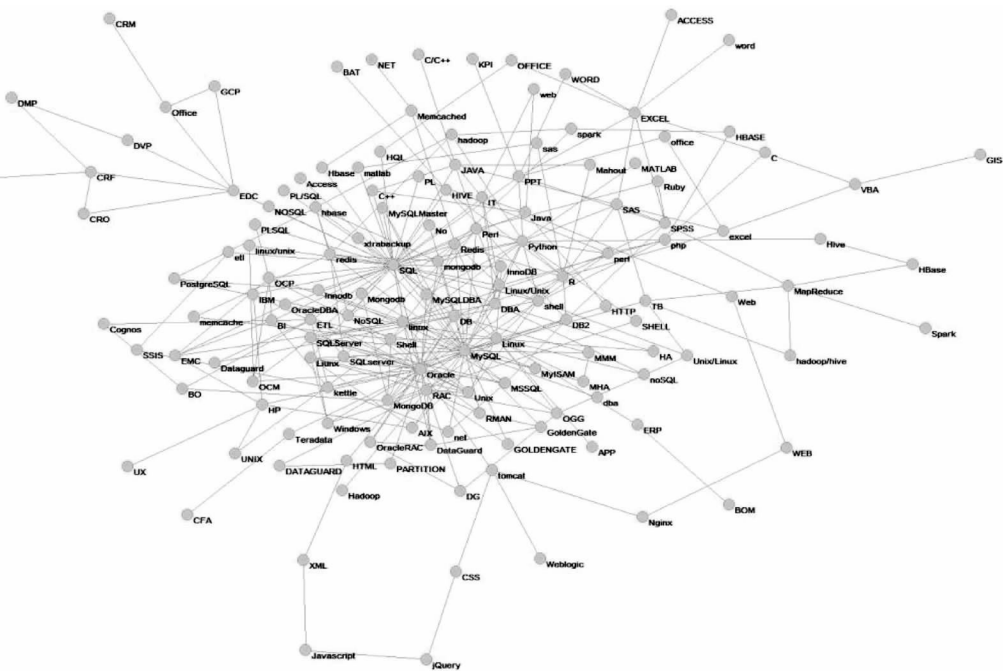 CRM
ACCESS
word
C/C++
NET
KPI
OFFICE
BAT
WORD
GCP
web
DMP
Office
Memcached
EXCEL
spark
HBASE
DVP
hadoop
sas
office
C
HQL
GIS
Hbase
matlab
JAVA
Mahout
MATLAB
CRF
PL
PPT
Ruby
VBA
Access
EDC
PL/SQL
C++
HIVE
IT
NOSQL
hbase
MySQLMaster
Java
SAS
CRO
No
Perl
SPSS
excel
PLSQL
xtrabackup
Redis
Python
php
Hive
linux/unix
etl
redis
SQL
mongodb
InnoDB
perl
HBase
PostgreSQL
OCP
R
Linux/Unix
MapReduce
IBM
Innodb
Mongodb
MySQLDBA
DBA
shell
TB
Web
OracleDBA
HTTP
memcache
BI
ETL
NoSQL
linux
DB
DB2
SHELL
Cognos
Spark
SQLServer
Shell
Linux
SSIS
EMC
Liunx
SQLserver
MySQL
MMM
HA
Unix/Linux
hadoop/hive
Dataguard
Oracle
MyISAM
noSQL
BO
OCM
kettle
RAC
Unix
MSSQL
MHA
dba
HP
MongoDB
RMAN
OGG
Windows
AIX
net
GoldenGate
ERP
Teradata
OracleRAC
DataGuard
GOLDENGATE
APP
WEB
UX
UNIX
DATAGUARD
HTML
PARTITION
tomcat
Hadoop
DG
CFA
Nginx
BOM
XML
Weblogic
CSS
Javascript
jQuery